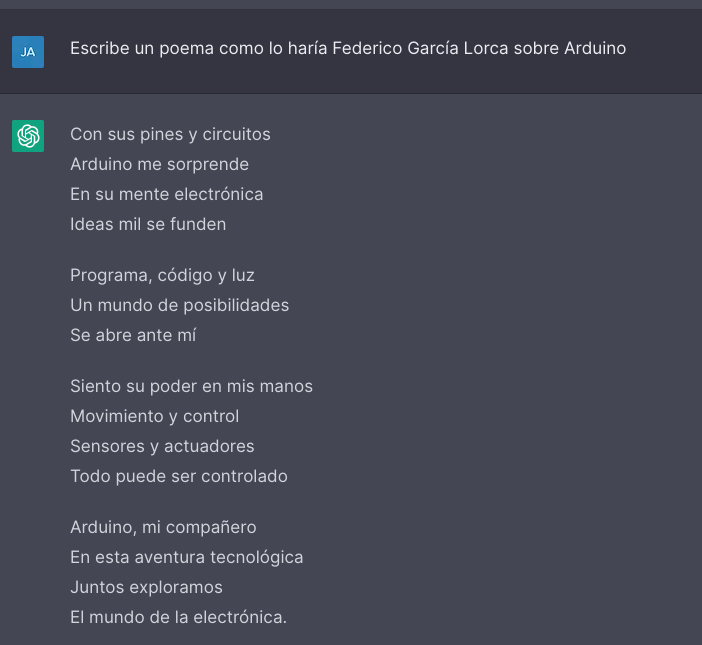 JA
Escribe un poema como lo haría Federico García Lorca sobre Arduino
Con sus pines y circuitos
Arduino me sorprende
En su mente electrónica
Ideas mil se funden
Programa, código y luz
Un mundo de posibilidades
Se abre ante mí
Siento su poder en mis manos
Movimiento y control
Sensores y actuadores
Todo puede ser controlado
Arduino, mi compañero
En esta aventura tecnológica
Juntos exploramos
El mundo de la electrónica.